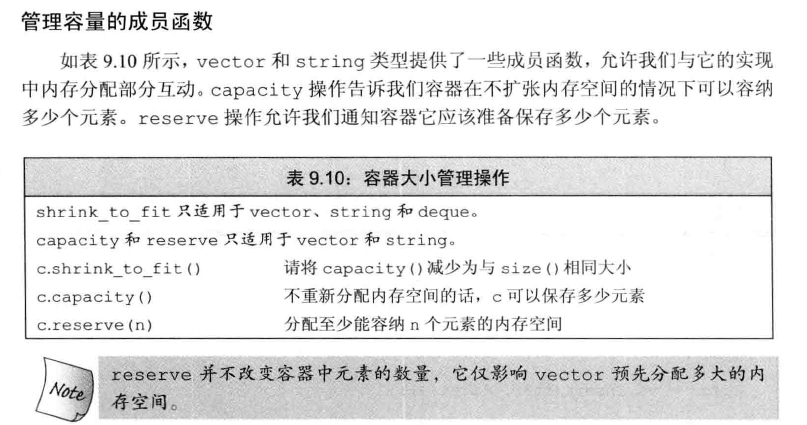 管理容量的成员函数
如表 9.10 所示，vector 和 string 类型提供了一些成员函数，允许我们与它的实现
中内存分配部分互动。capacity 操作告诉我们容器在不扩张内存空间的情况下可以容纳
多少个元素。reserve 操作允许我们通知容器它应该准备保存多少个元素。
表 9.10：容器大小管理操作
shrink_to_fit 只适用于 vector、string 和 deque。
capacity 和 reserve 只适用于 vector 和 string。
c.shrink_to_fit() 请将 capacity()减少为与 size()相同大小
c.capacity() 不重新分配内存空间的话，c 可以保存多少元素
c.reserve(n) 分配至少能容纳 n 个元素的内存空间
Note
reserve 并不改变容器中元素的数量，它仅影响 vector 预先分配多大的内
存空间。